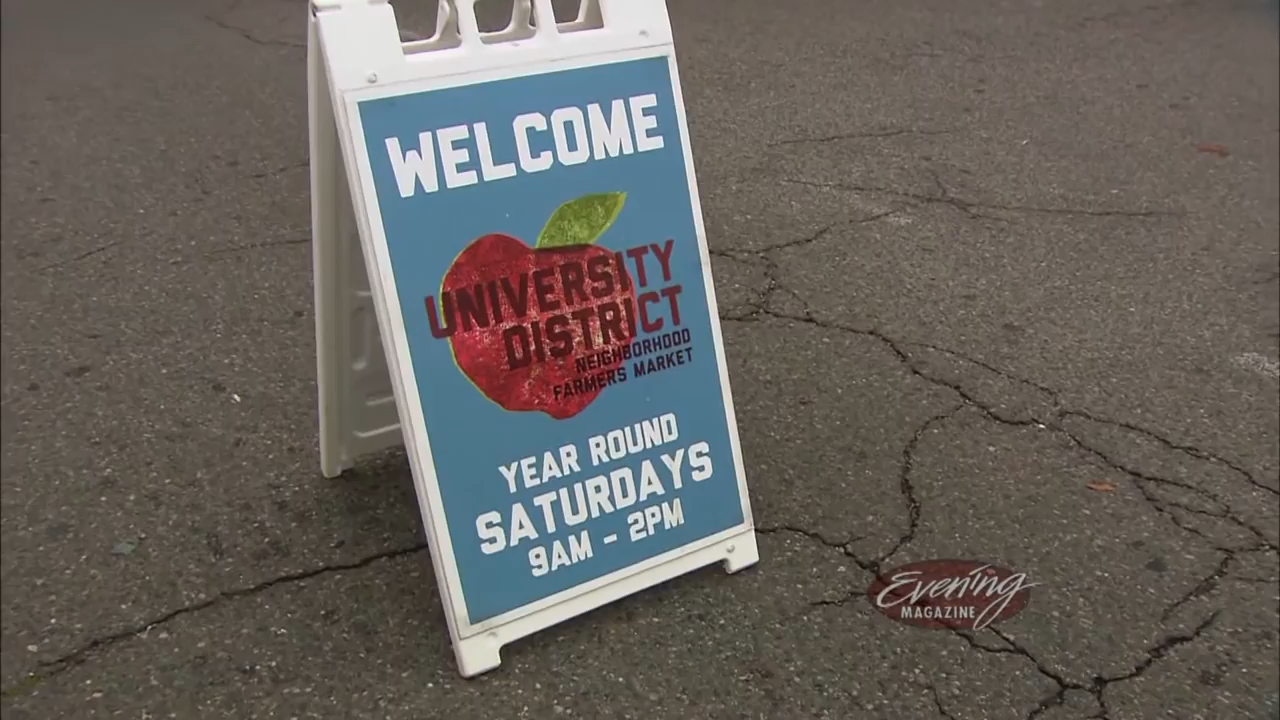 WELCOME
UNIVERSITY
DISTRICT
NEIGHBORHOOD
FARMERS MARKET
YEAR ROUND
SATURDAYS
9AM - 2PM
Evening
MAGAZINE